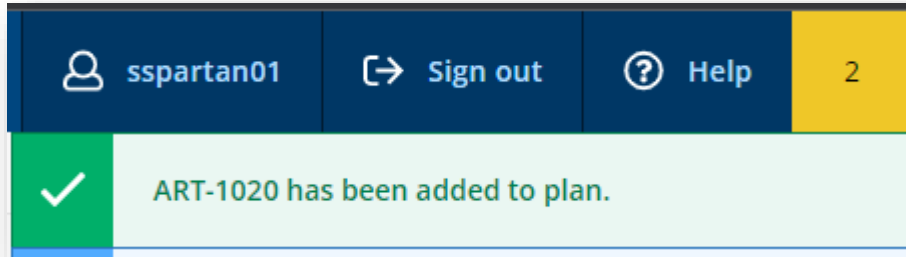 sspartan01 Sign out Help 2
ART-1020 has been added to plan.